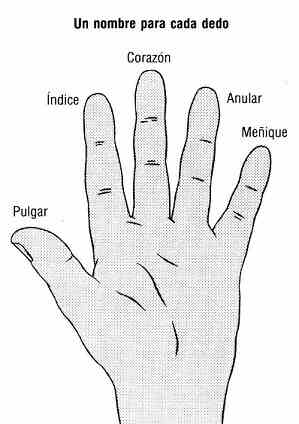 Un nombre para cada dedo
Corazón
Índice
Anular
Meñique
Pulgar